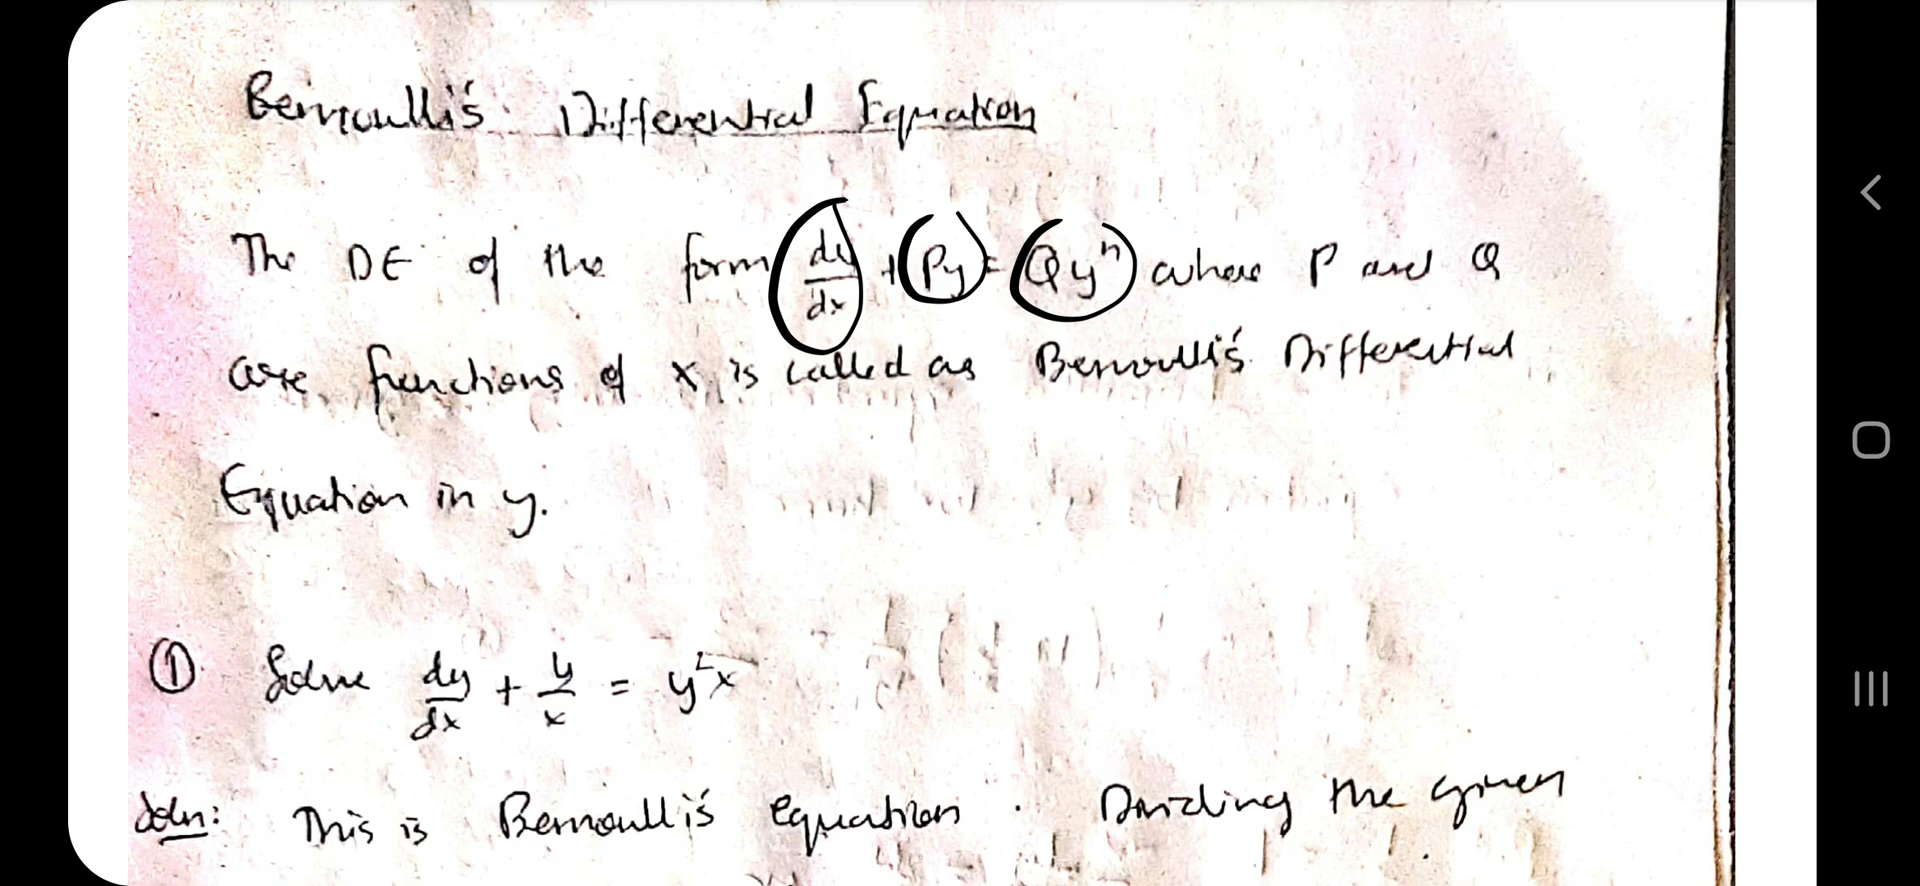 Bernoulli's Differential Equation
The DE of the form dy/dx + Py = Qy^n where P and Q
are functions of x is called as Bernoulli's Differential
Equation in y.
① Solve dy/dx + y/x = y²x
Soln: This is Bernoulli's equation. Dividing the given